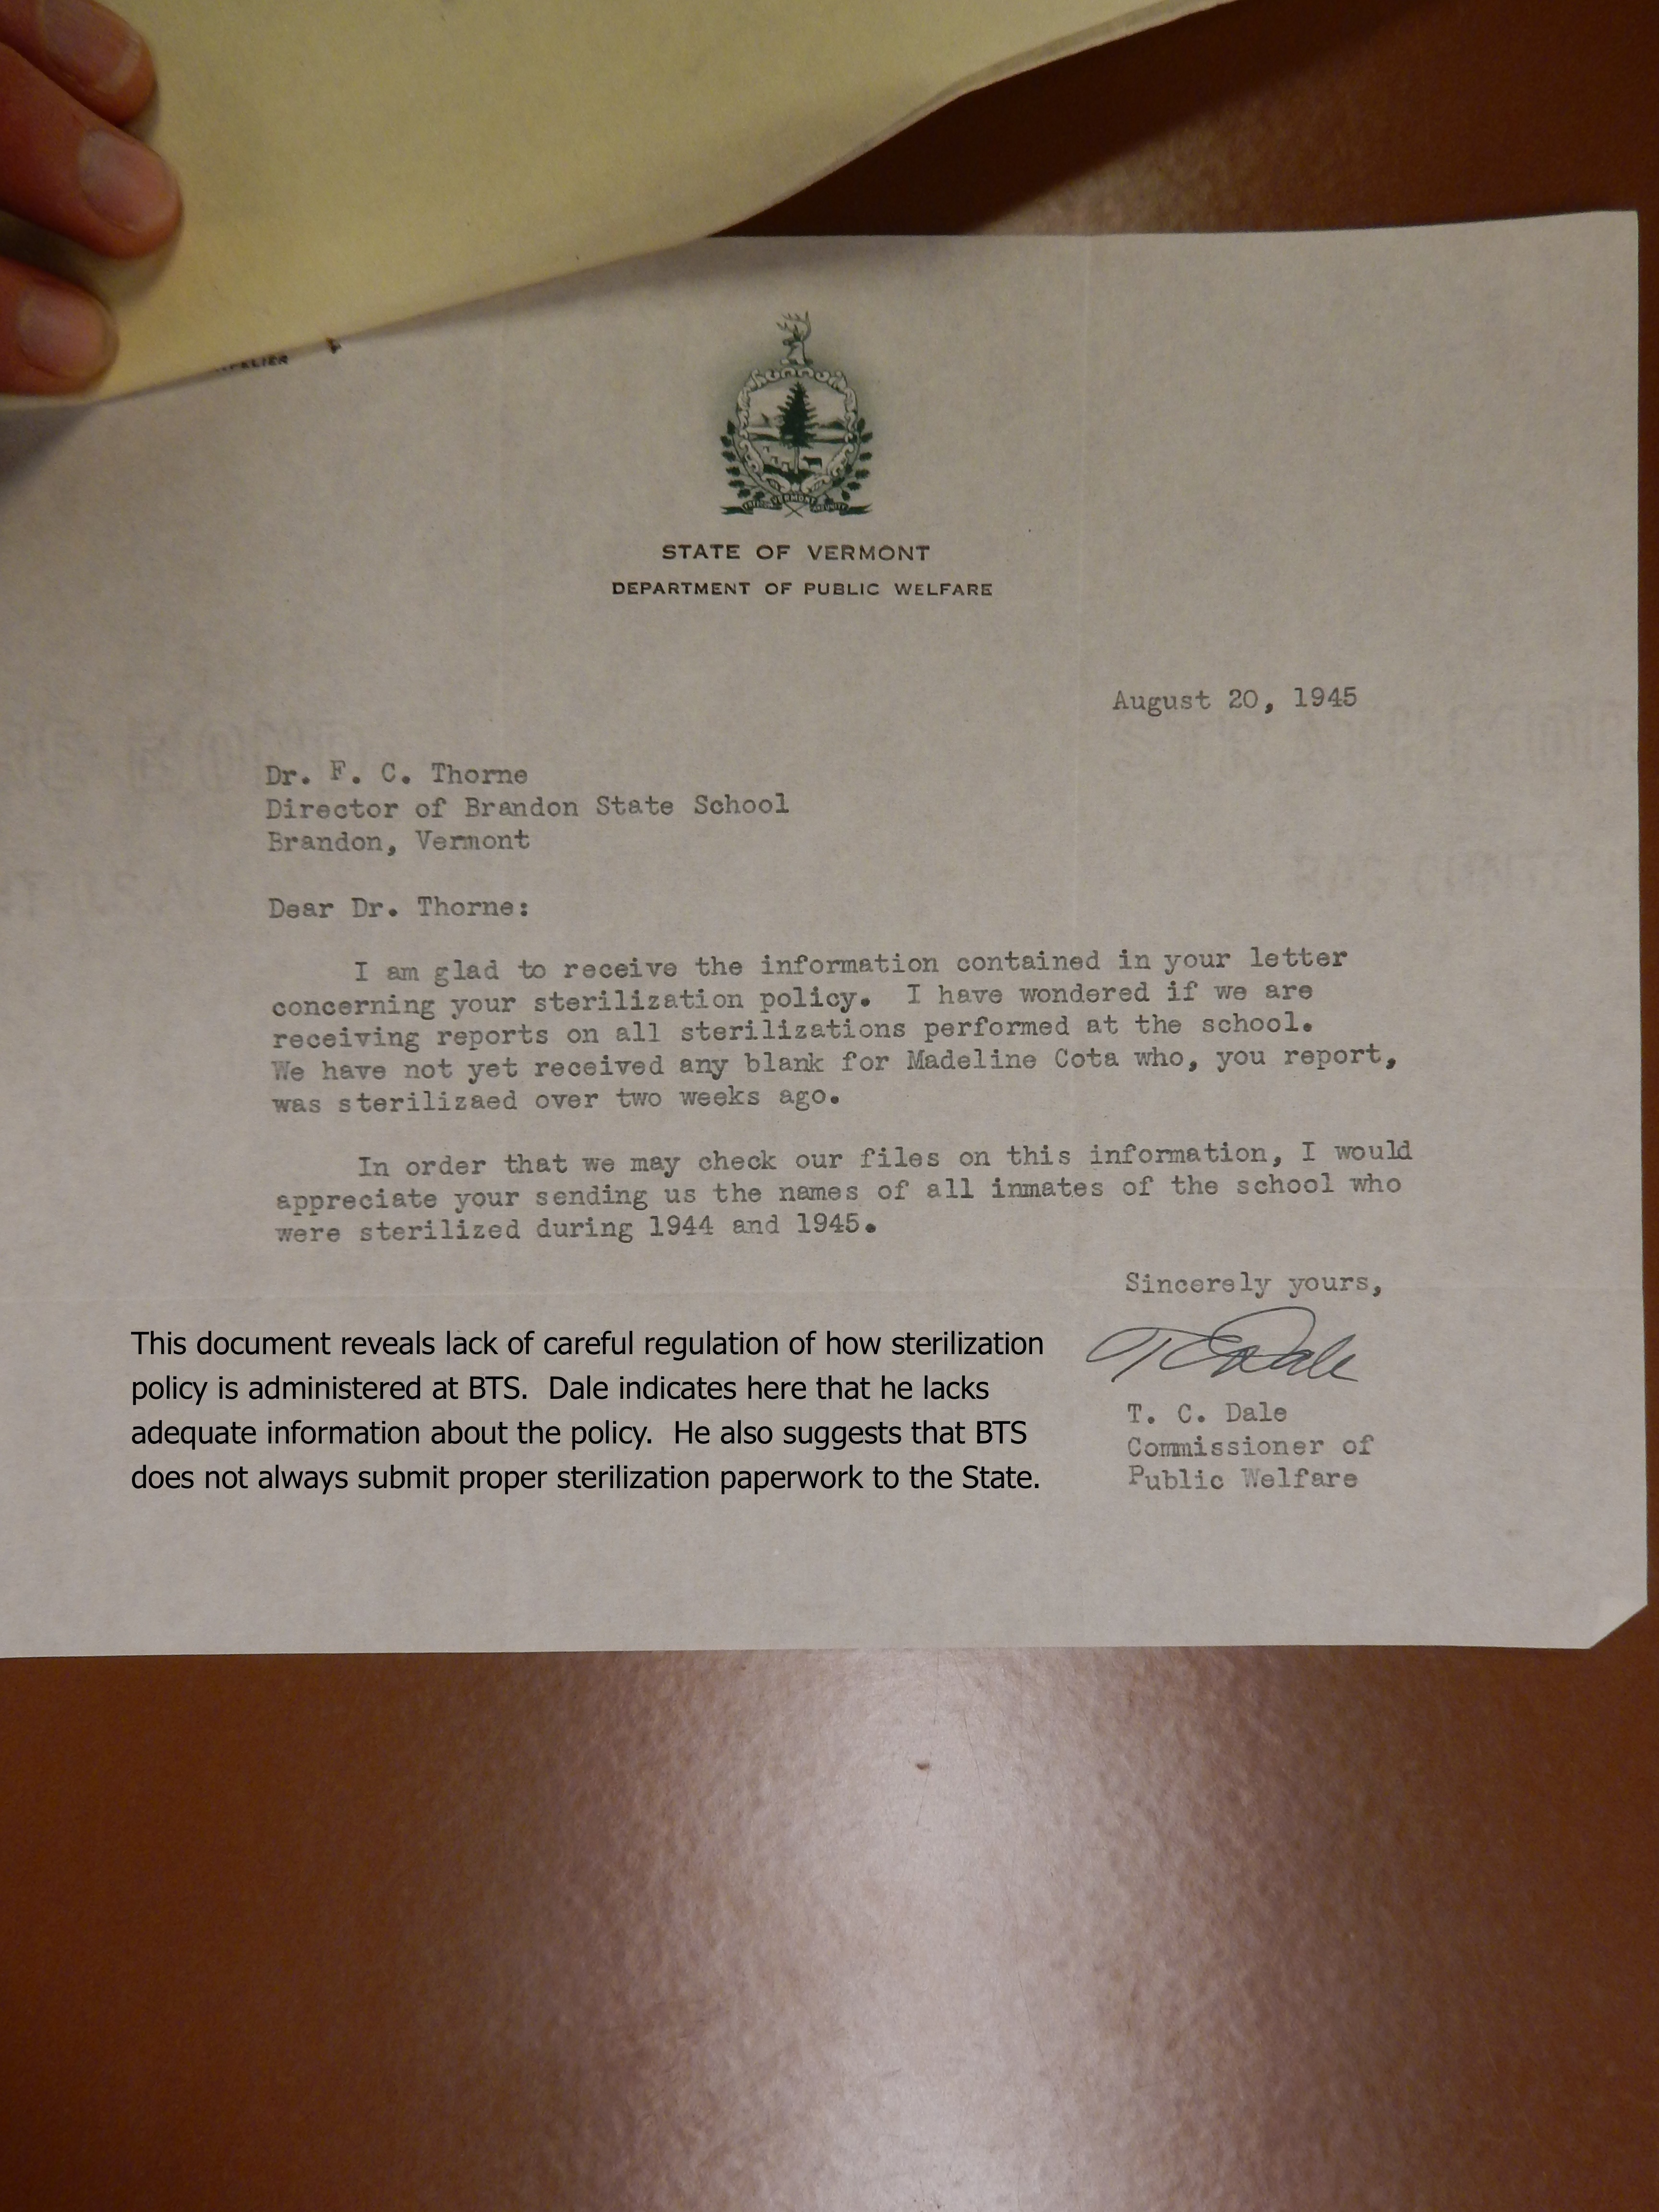 PELIER
VERMONT
STATE OF VERMONT
DEPARTMENT OF PUBLIC WELFARE
August 20, 1945
Dr. F. C. Thorne
Director of Brandon State School
Brandon, Vermont
Dear Dr. Thorne:
I am glad to receive the information contained in your letter
concerning your sterilization policy.  I have wondered if we are
receiving reports on all sterilizations performed at the school.
We have not yet received any blank for Madeline Cota who, you report,
was sterilizaed over two weeks ago.
In order that we may check our files on this information, I would
appreciate your sending us the names of all inmates of the school who
were sterilized during 1944 and 1945.
Sincerely yours,
T C Dale
T. C. Dale
Commissioner of
Public Welfare
This document reveals lack of careful regulation of how sterilization
policy is administered at BTS.  Dale indicates here that he lacks
adequate information about the policy.  He also suggests that BTS
does not always submit proper sterilization paperwork to the State.